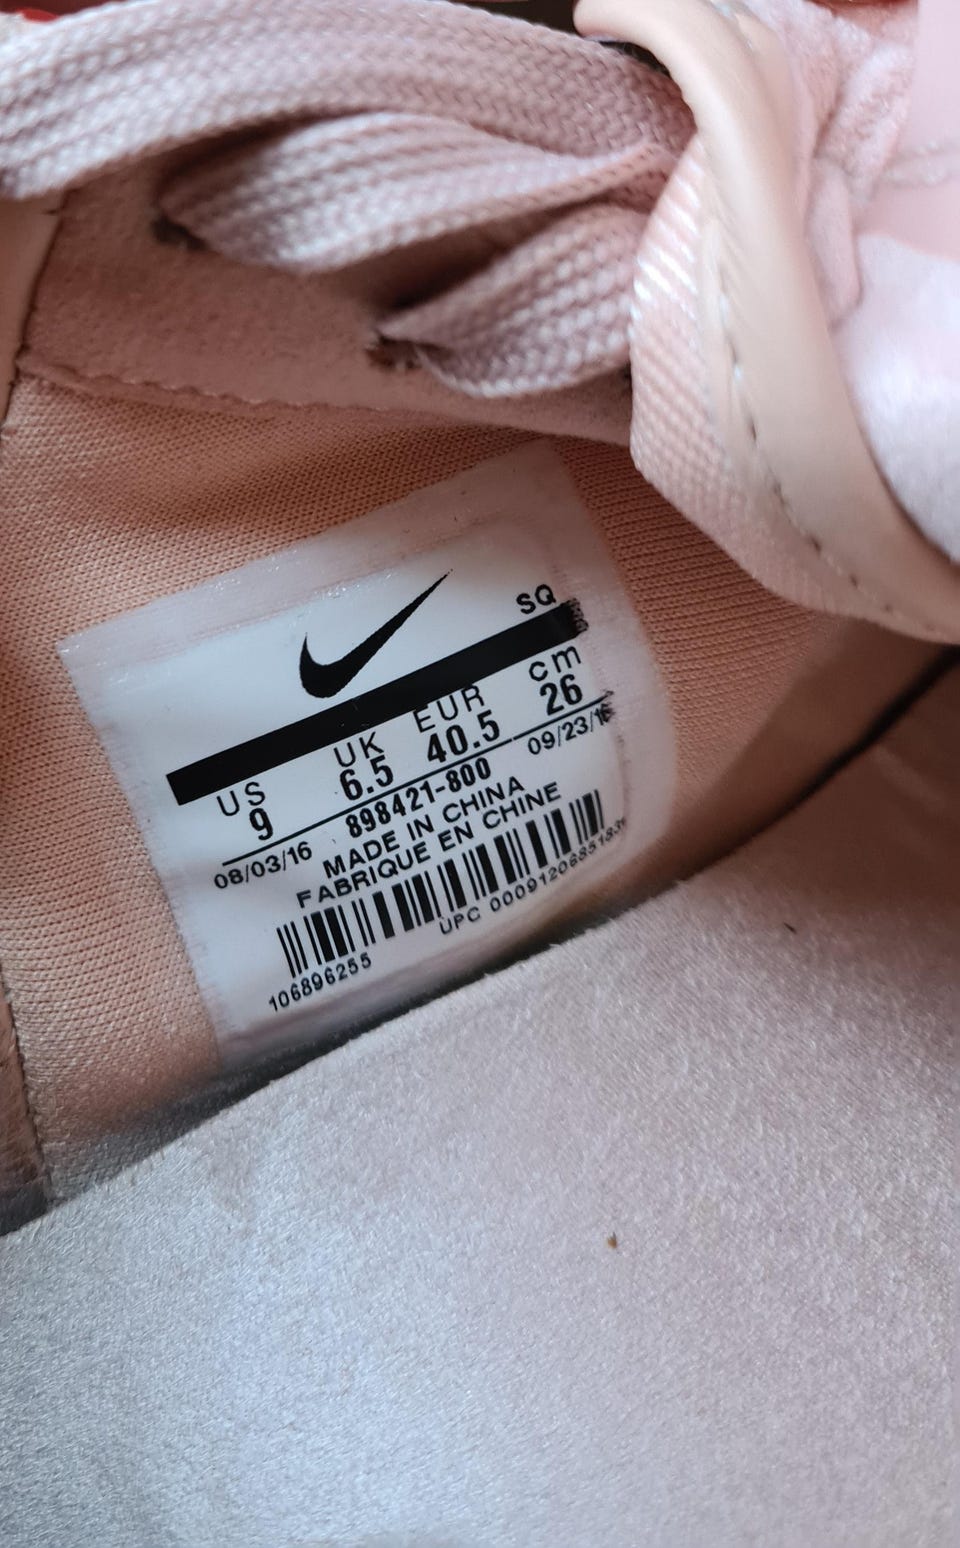 SQ
US UK EUR cm
9 6.5 40.5 26
08/03/16 898421-800 09/23/16
MADE IN CHINA
FABRIQUE EN CHINE
106896255 UPC